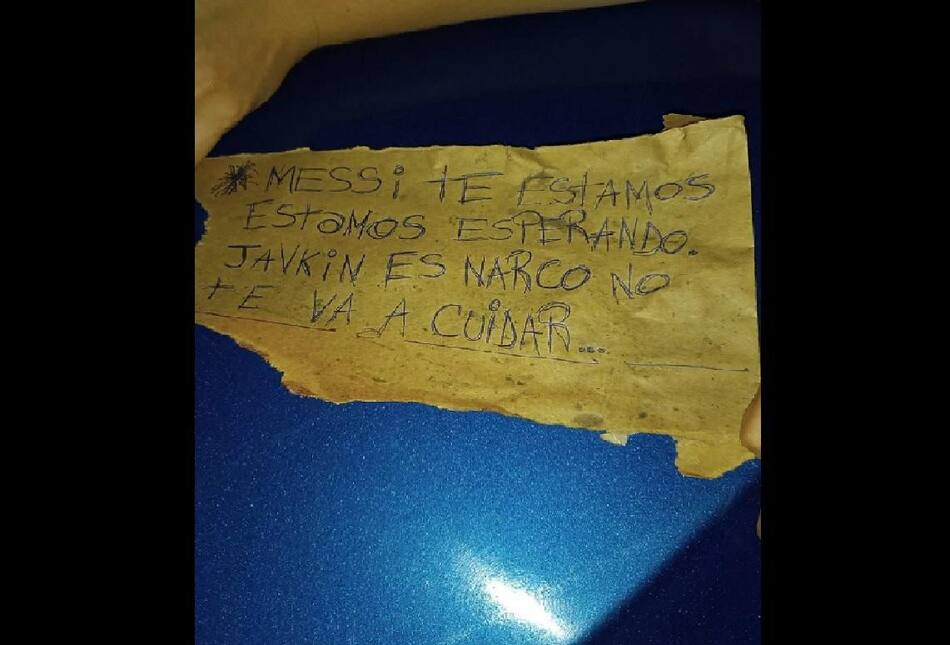 * MESSi tE EStAMOS
EStaMOS ESPERANDO.
JAVKiN ES NARCO NO
tE VA A CUiDAR...